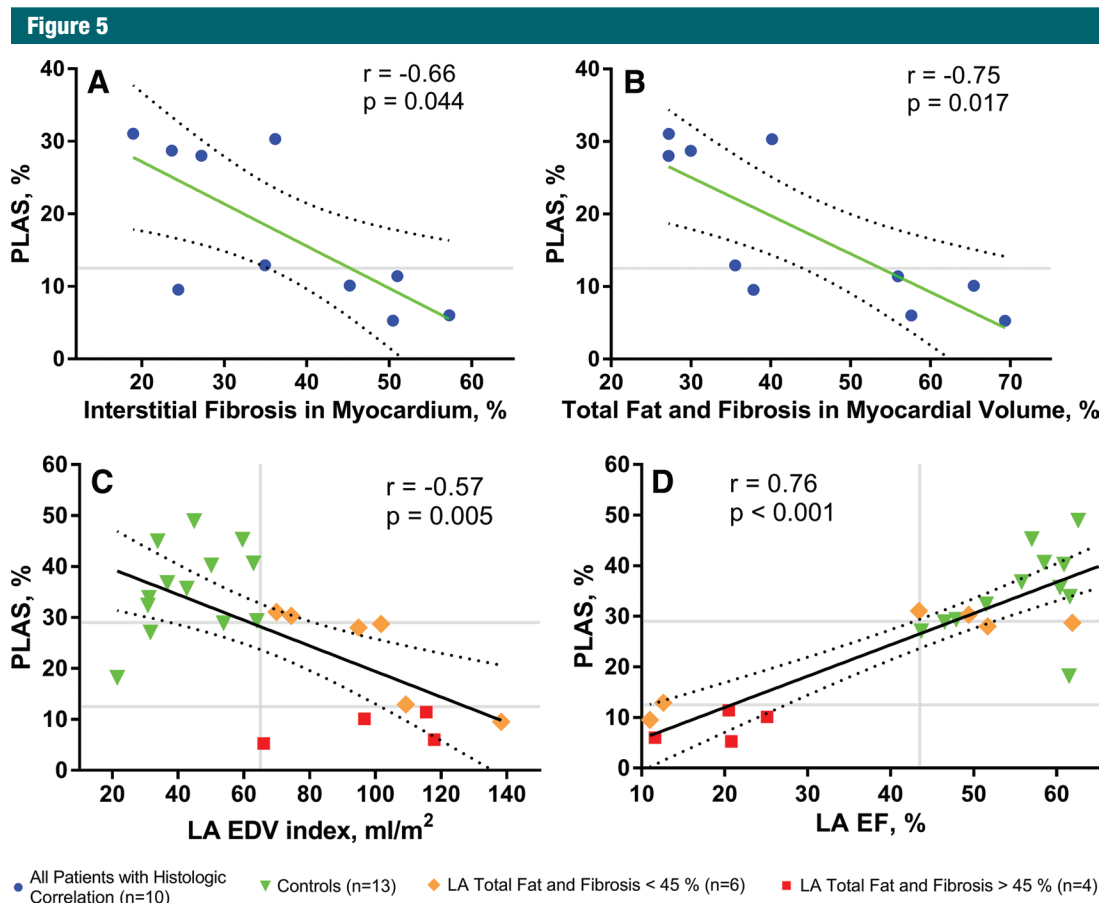 Figure 5
A
r = -0.66
p = 0.044
PLAS, %
40
30
20
10
0
20 30 40 50 60
Interstitial Fibrosis in Myocardium, %
B
r = -0.75
p = 0.017
PLAS, %
40
30
20
10
0
20 30 40 50 60 70
Total Fat and Fibrosis in Myocardial Volume, %
C
r = -0.57
p = 0.005
PLAS, %
60
50
40
30
20
10
0
20 40 60 80 100 120 140
LA EDV index, ml/m²
D
r = 0.76
p < 0.001
PLAS, %
60
50
40
30
20
10
0
10 20 30 40 50 60
LA EF, %
All Patients with Histologic
Correlation (n=10)
Controls (n=13)
LA Total Fat and Fibrosis < 45 % (n=6)
LA Total Fat and Fibrosis > 45 % (n=4)